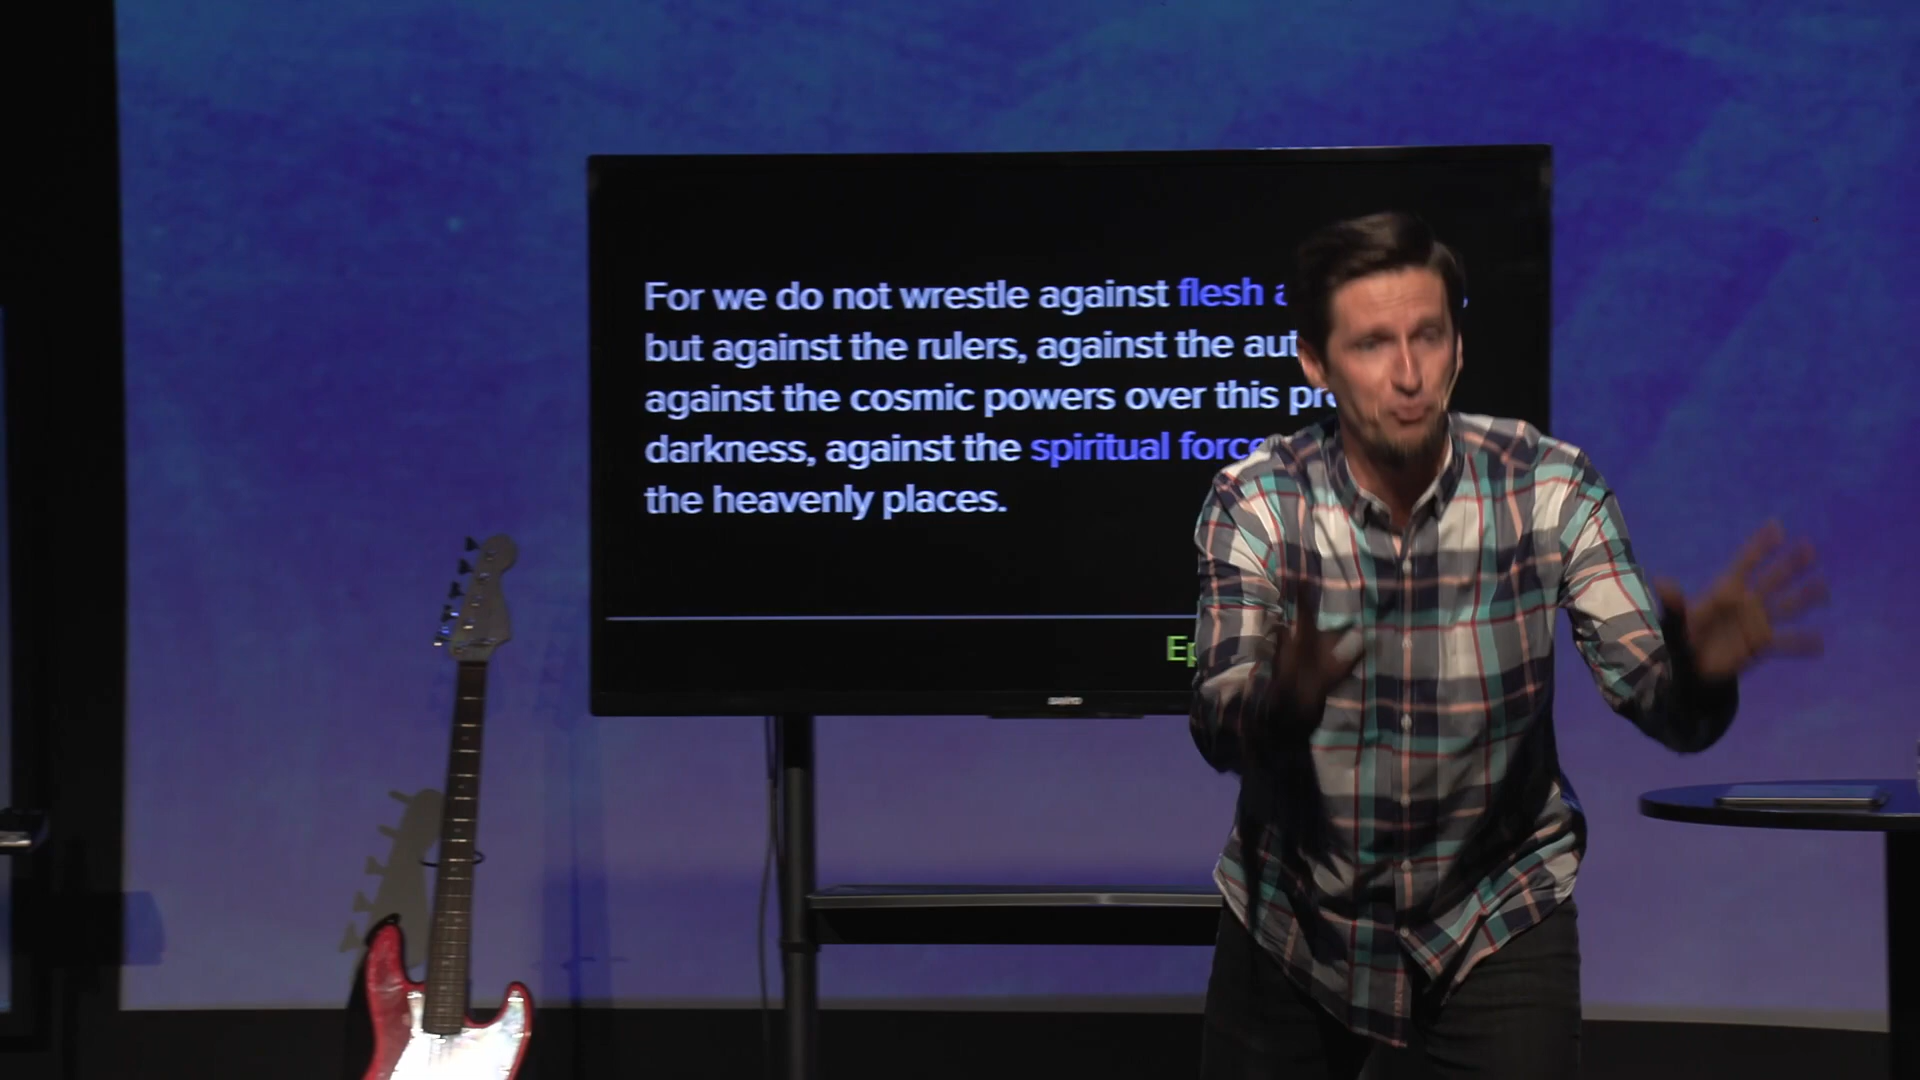 For we do not wrestle against flesh
but against the rulers, against the
against the cosmic powers over this
darkness, against the spiritual
the heavenly places.
SANYO